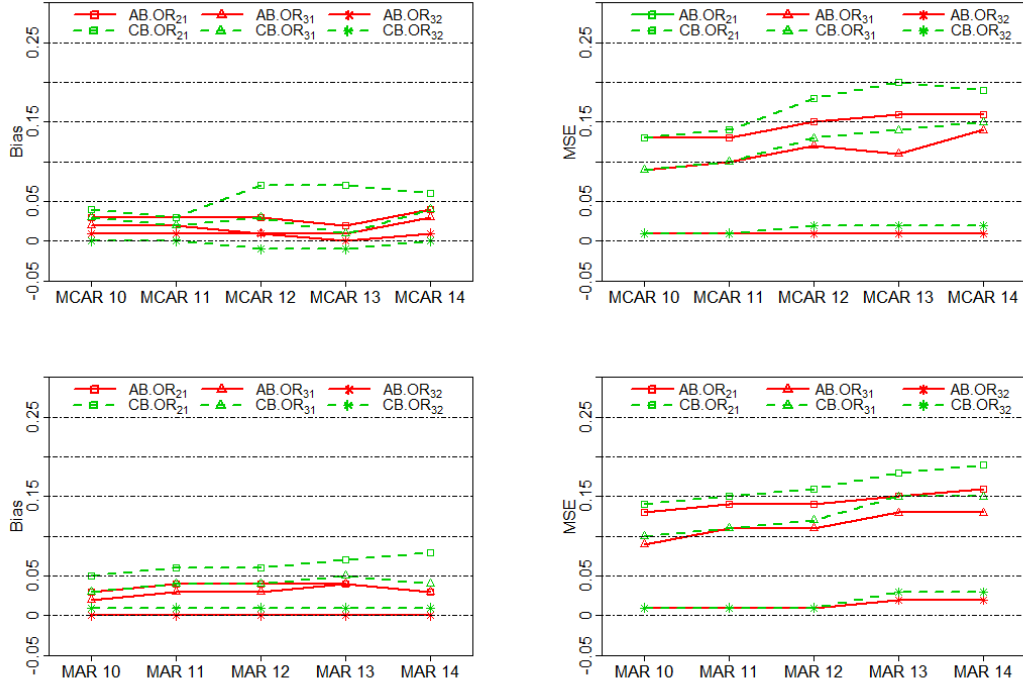 AB.OR21 AB.OR31 AB.OR32
CB.OR21 CB.OR31 CB.OR32
Bias
-0.05 0 0.05 0.15 0.25
MCAR 10 MCAR 11 MCAR 12 MCAR 13 MCAR 14
AB.OR21 AB.OR31 AB.OR32
CB.OR21 CB.OR31 CB.OR32
MSE
-0.05 0 0.05 0.15 0.25
MCAR 10 MCAR 11 MCAR 12 MCAR 13 MCAR 14
AB.OR21 AB.OR31 AB.OR32
CB.OR21 CB.OR31 CB.OR32
Bias
-0.05 0 0.05 0.15 0.25
MAR 10 MAR 11 MAR 12 MAR 13 MAR 14
AB.OR21 AB.OR31 AB.OR32
CB.OR21 CB.OR31 CB.OR32
MSE
-0.05 0 0.05 0.15 0.25
MAR 10 MAR 11 MAR 12 MAR 13 MAR 14